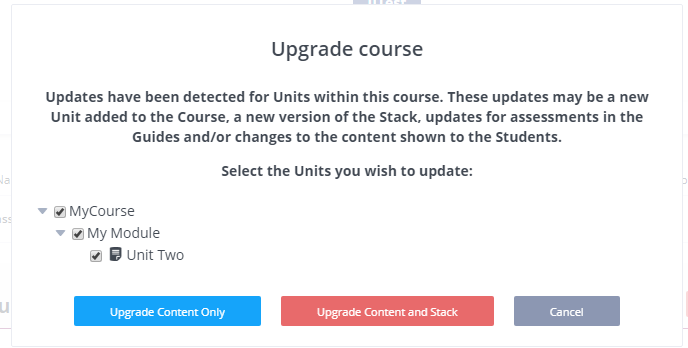 Upgrade course
Updates have been detected for Units within this course. These updates may be a new
Unit added to the Course, a new version of the Stack, updates for assessments in the
Guides and/or changes to the content shown to the Students.
Select the Units you wish to update:
MyCourse
My Module
Unit Two
Upgrade Content Only Upgrade Content and Stack Cancel